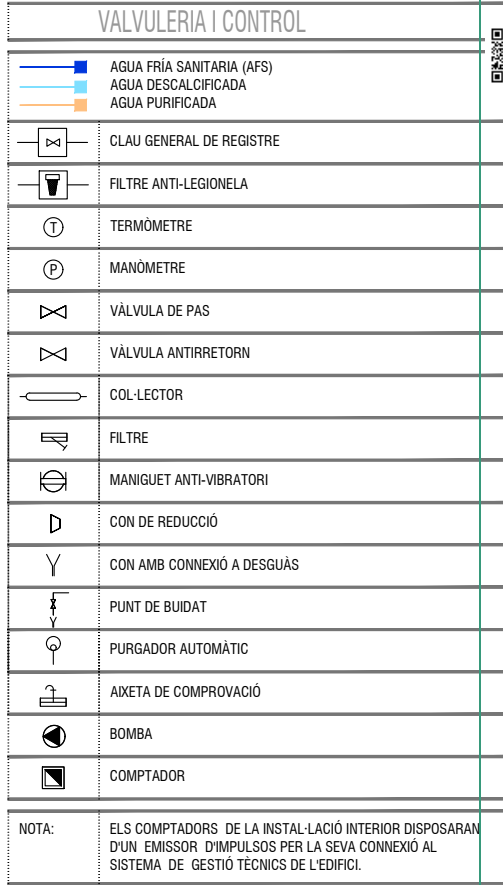 VALVULERIA I CONTROL
AGUA FRÍA SANITARIA (AFS)
AGUA DESCALCIFICADA
AGUA PURIFICADA
CLAU GENERAL DE REGISTRE
FILTRE ANTI-LEGIONELA
T TERMÒMETRE
P MANÒMETRE
VÀLVULA DE PAS
VÀLVULA ANTIRRETORN
COL·LECTOR
FILTRE
MANIGUET ANTI-VIBRATORI
CON DE REDUCCIÓ
CON AMB CONNEXIÓ A DESGUÀS
PUNT DE BUIDAT
PURGADOR AUTOMÀTIC
AIXETA DE COMPROVACIÓ
BOMBA
COMPTADOR
NOTA: ELS COMPTADORS DE LA INSTAL·LACIÓ INTERIOR DISPOSARAN
D'UN EMISSOR D'IMPULSOS PER LA SEVA CONNEXIÓ AL
SISTEMA DE GESTIÓ TÈCNICS DE L'EDIFICI.